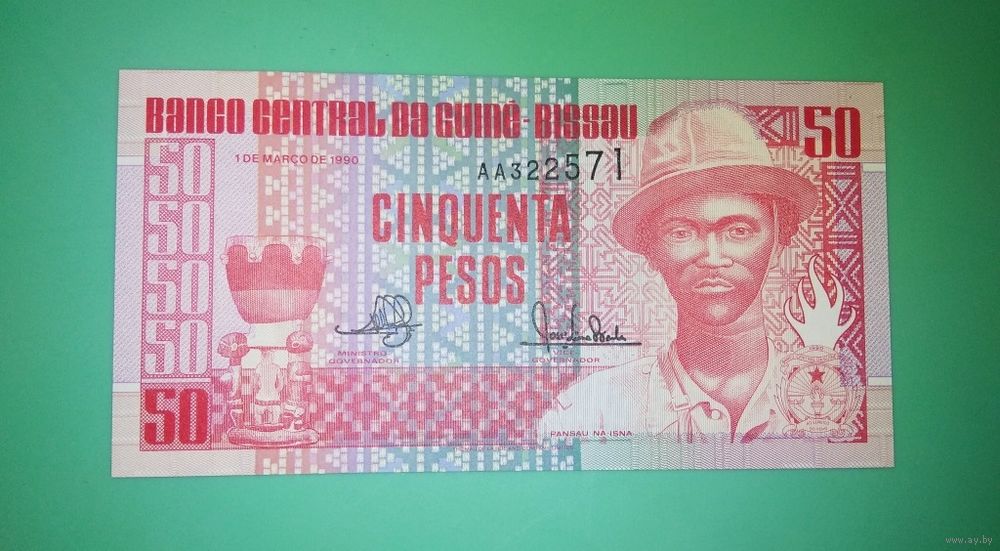 BANCO CENTRAL DA GUINÉ-BISSAU
50
1 DE MARÇO DE 1990
AA322571
50
50
50
50
50
CINQUENTA
PESOS
MINISTRO
GOVERNADOR
VICE-
GOVERNADOR
PANSAU NA ISNA
www.ay.by